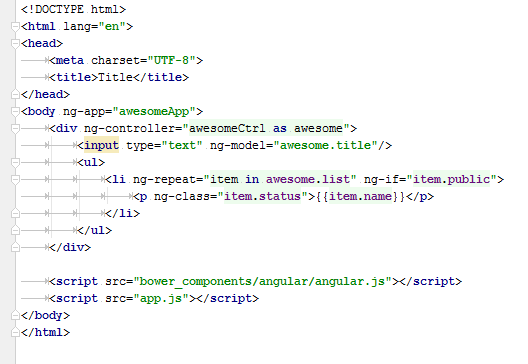 <!DOCTYPE html>
<html lang="en">
<head>
    <meta charset="UTF-8">
    <title>Title</title>
</head>
<body ng-app="awesomeApp">
    <div ng-controller="awesomeCtrl as awesome">
        <input type="text" ng-model="awesome.title"/>
        <ul>
            <li ng-repeat="item in awesome.list" ng-if="item.public">
                <p ng-class="item.status">{{item.name}}</p>
            </li>
        </ul>
    </div>

    <script src="bower_components/angular/angular.js"></script>
    <script src="app.js"></script>
</body>
</html>